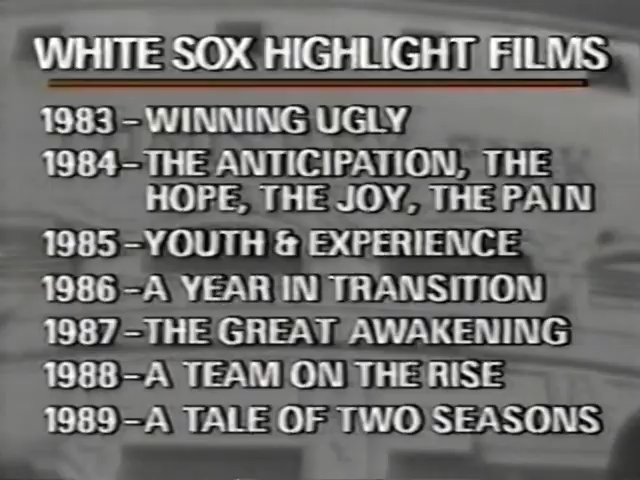 WHITE SOX HIGHLIGHT FILMS
1983-WINNING UGLY
1984-THE ANTICIPATION, THE
HOPE, THE JOY, THE PAIN
1985-YOUTH & EXPERIENCE
1986-A YEAR IN TRANSITION
1987-THE GREAT AWAKENING
1988-A TEAM ON THE RISE
1989-A TALE OF TWO SEASONS